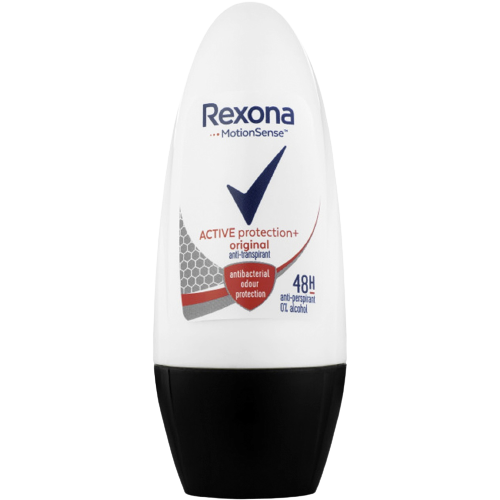 Rexona
MotionSense™
ACTIVE protection+
original
anti-transpirant
antibacterial
odour
protection
48H
anti-perspirant
0% alcohol